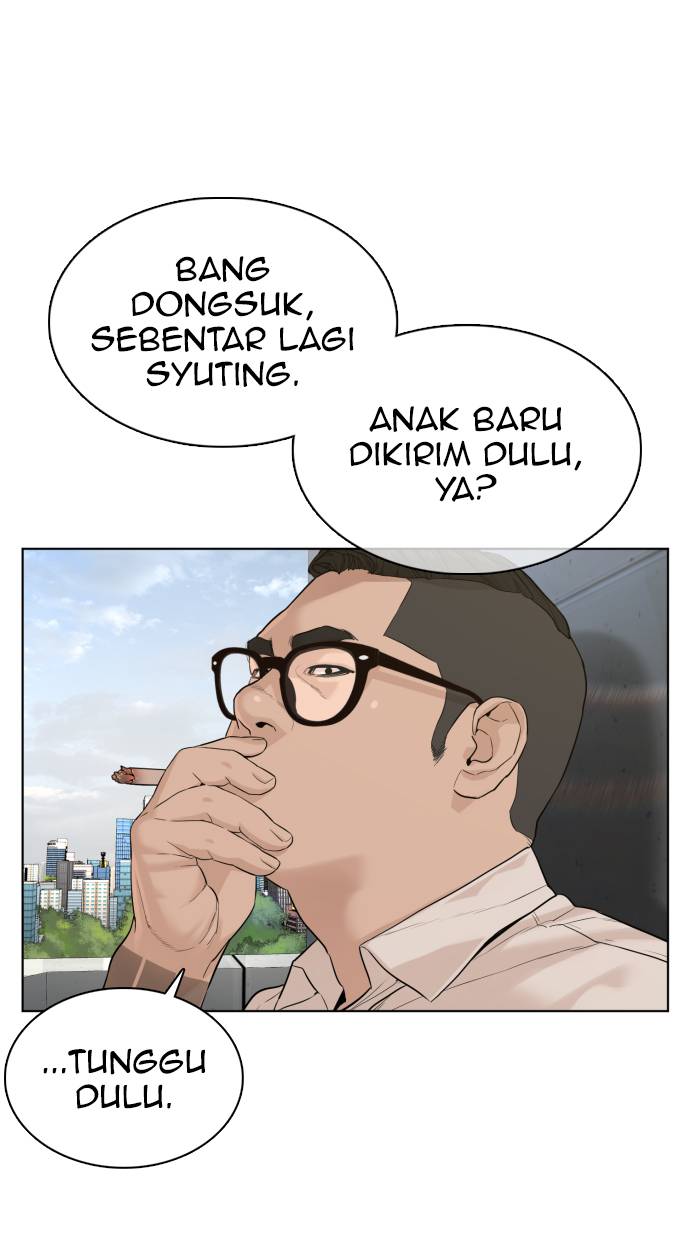 BANG
DONGSUK,
SEBENTAR LAGI
SYUTING.
ANAK BARU
DIKIRIM DULU,
YA?
...TUNGGU
DULU.